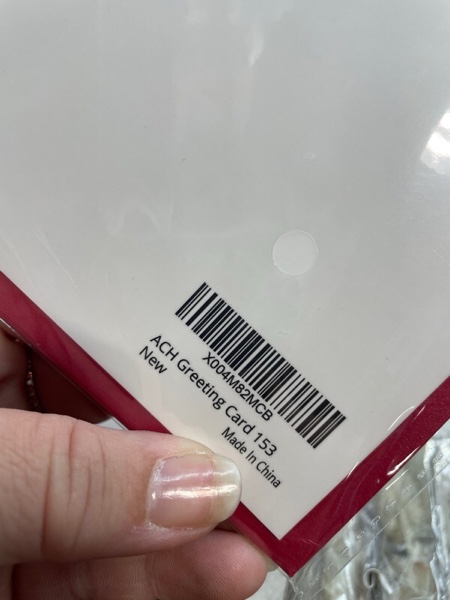 X004M82MCB
ACH Greeting Card 153
New
Made In China